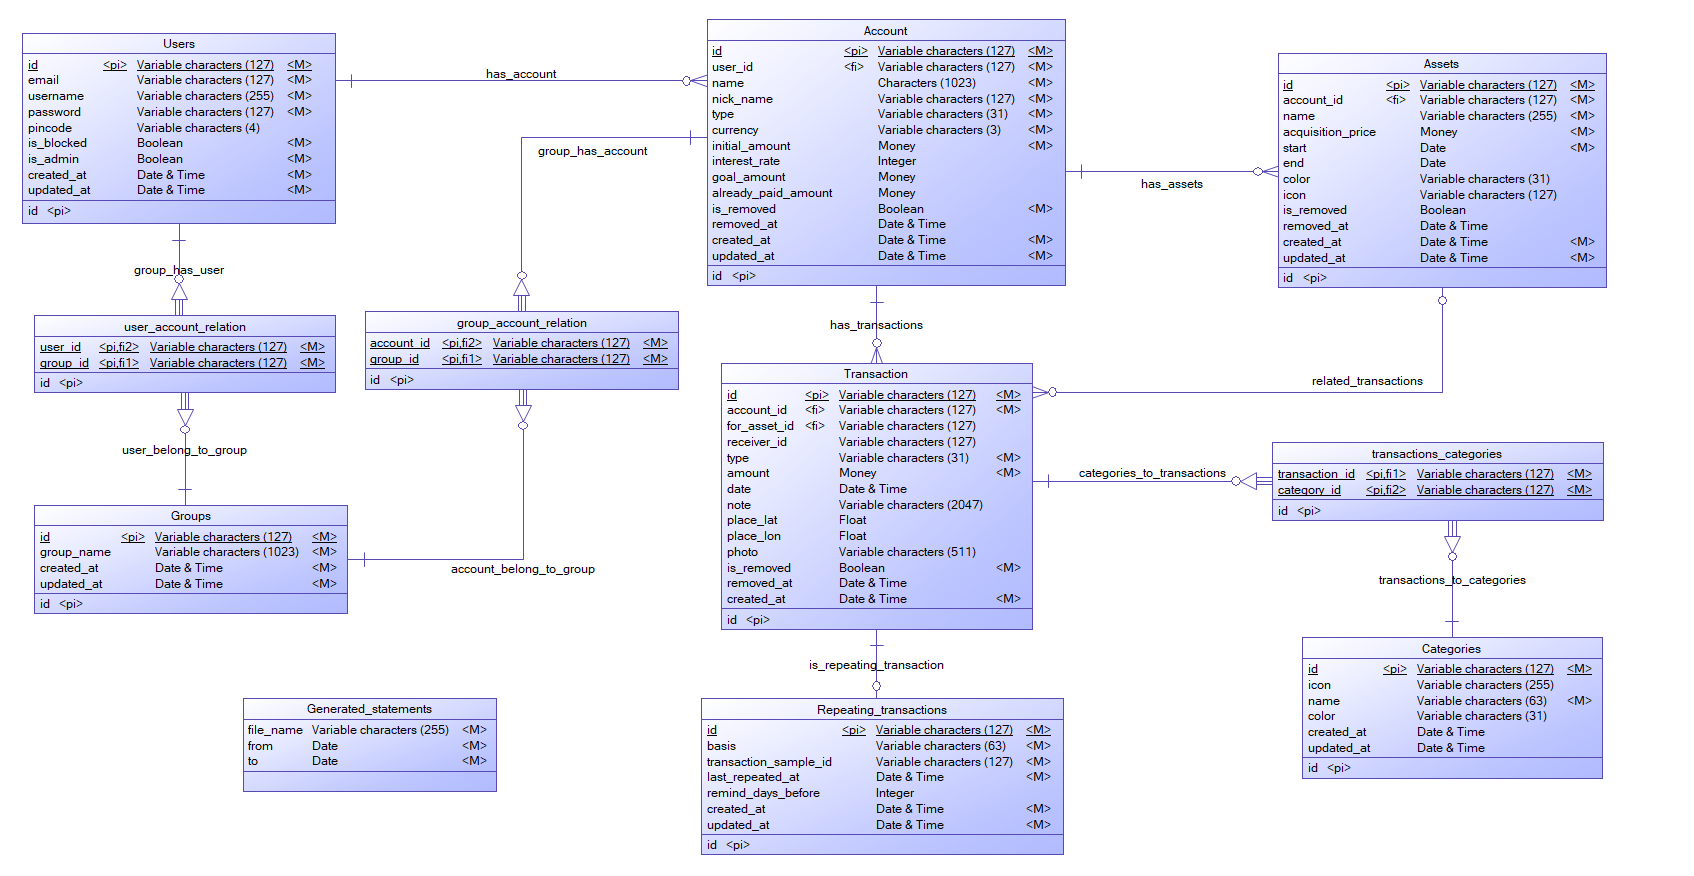 Users
id <pi> Variable characters (127) <M>
email Variable characters (127) <M>
username Variable characters (255) <M>
password Variable characters (127) <M>
pincode Variable characters (4)
is_blocked Boolean <M>
is_admin Boolean <M>
created_at Date & Time <M>
updated_at Date & Time <M>
id <pi>
has_account
Account
id <pi> Variable characters (127) <M>
user_id <fi> Variable characters (127) <M>
name Characters (1023) <M>
nick_name Variable characters (127) <M>
type Variable characters (31) <M>
currency Variable characters (3) <M>
initial_amount Money <M>
interest_rate Integer
goal_amount Money
already_paid_amount Money
is_removed Boolean <M>
removed_at Date & Time
created_at Date & Time <M>
updated_at Date & Time <M>
id <pi>
has_assets
Assets
id <pi> Variable characters (127) <M>
account_id <fi> Variable characters (127) <M>
name Variable characters (255) <M>
acquisition_price Money <M>
start Date <M>
end Date
color Variable characters (31)
icon Variable characters (127)
is_removed Boolean
removed_at Date & Time
created_at Date & Time <M>
updated_at Date & Time <M>
id <pi>
group_has_account
group_has_user
user_account_relation
user_id <pi,fi2> Variable characters (127) <M>
group_id <pi,fi1> Variable characters (127) <M>
id <pi>
group_account_relation
account_id <pi,fi2> Variable characters (127) <M>
group_id <pi,fi1> Variable characters (127) <M>
id <pi>
has_transactions
related_transactions
user_belong_to_group
Transaction
id <pi> Variable characters (127) <M>
account_id <fi> Variable characters (127) <M>
for_asset_id <fi> Variable characters (127)
receiver_id Variable characters (127)
type Variable characters (31) <M>
amount Money <M>
date Date & Time
note Variable characters (2047)
place_lat Float
place_lon Float
photo Variable characters (511)
is_removed Boolean <M>
removed_at Date & Time
created_at Date & Time <M>
id <pi>
categories_to_transactions
transactions_categories
transaction_id <pi,fi1> Variable characters (127) <M>
category_id <pi,fi2> Variable characters (127) <M>
id <pi>
Groups
id <pi> Variable characters (127) <M>
group_name Variable characters (1023) <M>
created_at Date & Time <M>
updated_at Date & Time <M>
id <pi>
account_belong_to_group
transactions_to_categories
is_repeating_transaction
Categories
id <pi> Variable characters (127) <M>
icon Variable characters (255)
name Variable characters (63) <M>
color Variable characters (31)
created_at Date & Time
updated_at Date & Time
id <pi>
Generated_statements
file_name Variable characters (255) <M>
from Date <M>
to Date <M>
Repeating_transactions
id <pi> Variable characters (127) <M>
basis Variable characters (63) <M>
transaction_sample_id Variable characters (127) <M>
last_repeated_at Date & Time <M>
remind_days_before Integer
created_at Date & Time <M>
updated_at Date & Time <M>
id <pi>